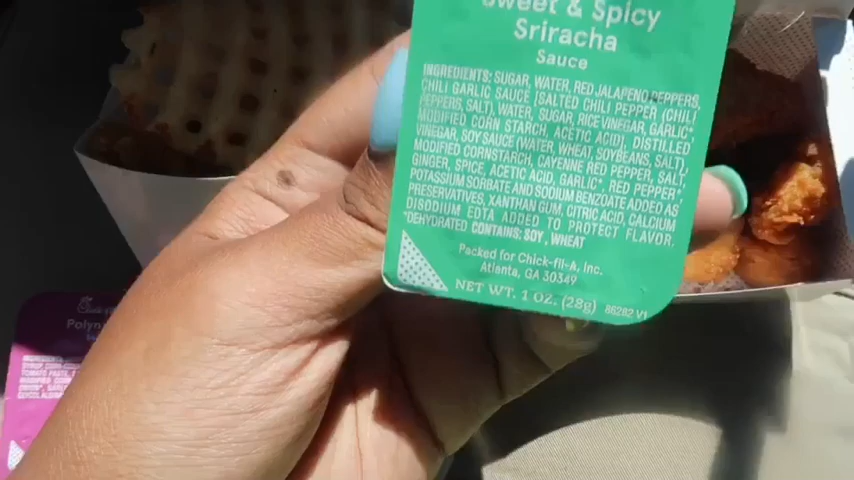 Sweet & Spicy
Sriracha
Sauce
INGREDIENTS: SUGAR, WATER, RED JALAPENO PEPPERS,
CHILI GARLIC SAUCE [SALTED CHILI PEPPER (CHILI
PEPPERS, SALT), WATER, SUGAR, RICE VINEGAR, GARLIC*,
MODIFIED CORN STARCH, ACETIC ACID], DISTILLED
VINEGAR, SOY SAUCE (WATER, WHEAT, SOYBEANS, SALT),
MODIFIED CORNSTARCH, CAYENNE RED PEPPER, SALT,
GINGER, SPICE, ACETIC ACID, GARLIC*, RED PEPPER*,
POTASSIUM SORBATE AND SODIUM BENZOATE ADDED AS
PRESERVATIVES, XANTHAN GUM, CITRIC ACID, CALCIUM
DISODIUM EDTA ADDED TO PROTECT FLAVOR.
*DEHYDRATED CONTAINS: SOY, WHEAT
Packed for Chick-fil-A, Inc.
Atlanta, GA 30349
NET WT. 1 OZ. (28g) 86282 V1